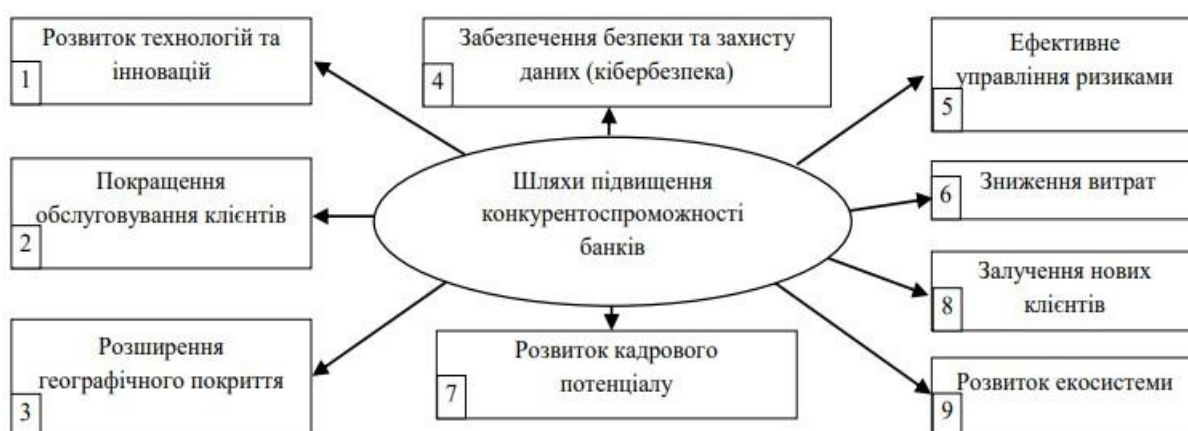 Розвиток технологій та
інновацій
1
Покращення
обслуговування клієнтів
2
Розширення
географічного покриття
3
Забезпечення безпеки та захисту
даних (кібербезпека)
4
Шляхи підвищення
конкурентоспроможності
банків
Розвиток кадрового
потенціалу
7
Ефективне
управління ризиками
5
Зниження витрат
6
Залучення нових
клієнтів
8
Розвиток екосистеми
9